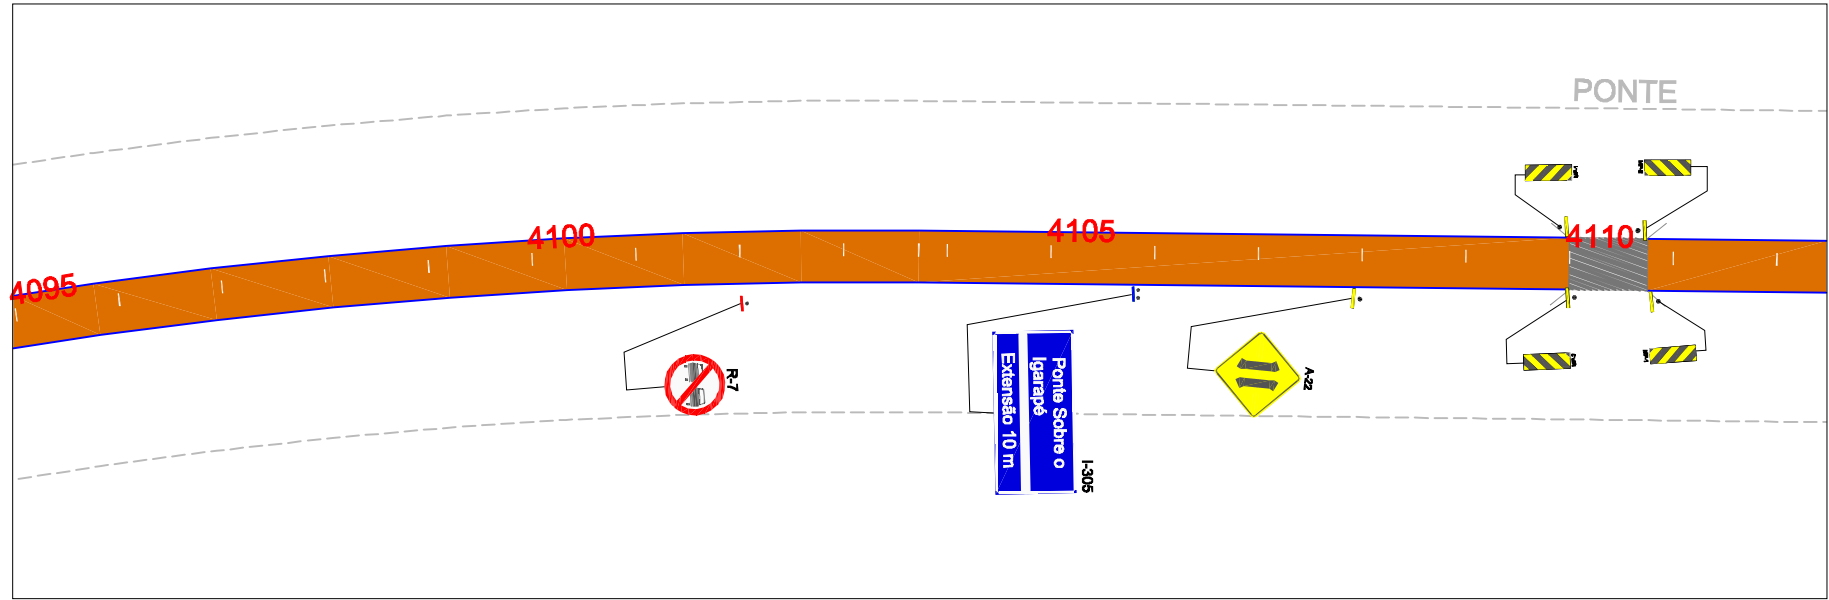 PONTE
4095
4100
4105
4110
R-7
Ponte Sobre o
Igarapé
Extensão 10 m
I-305
A-22